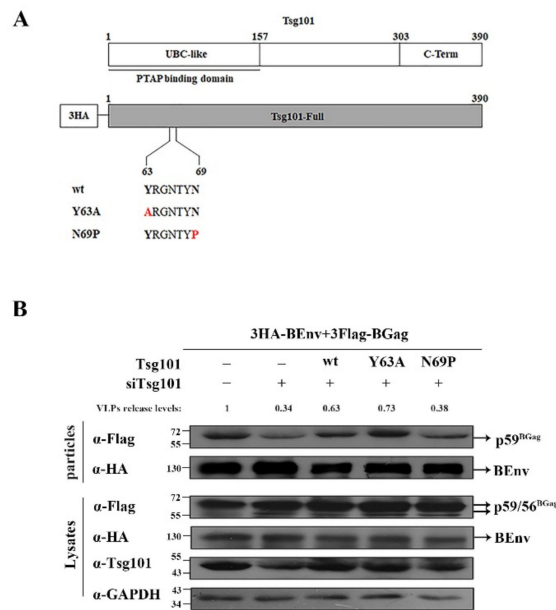 A
Tsg101
1 157 303 390
UBC-like C-Term
PTAP binding domain
1 390
3HA Tsg101-Full
63 69
wt YRGNTYN
Y63A ARGNTYN
N69P YRGNTYP
B
3HA-BEnv+3Flag-BGag
Tsg101 – – wt Y63A N69P
siTsg101 – + + + +
VLPs release levels: 1 0.34 0.63 0.73 0.38
particles
α-Flag 72 55 p59BGag
α-HA 130 BEnv
Lysates
α-Flag 72 55 p59/56BGag
α-HA 130 BEnv
α-Tsg101 55 43
α-GAPDH 43 34